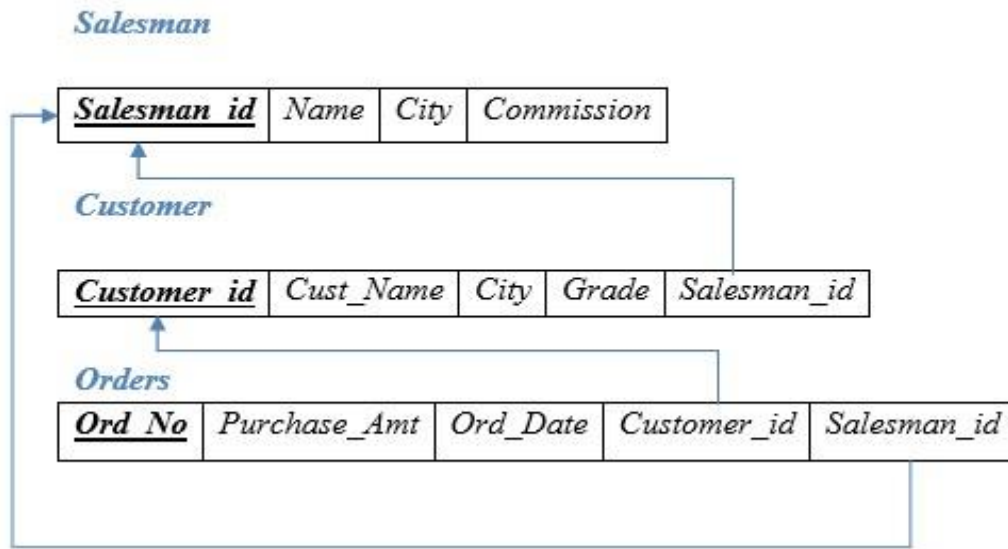 Salesman
Salesman_id Name City Commission
Customer
Customer_id Cust_Name City Grade Salesman_id
Orders
Ord_No Purchase_Amt Ord_Date Customer_id Salesman_id